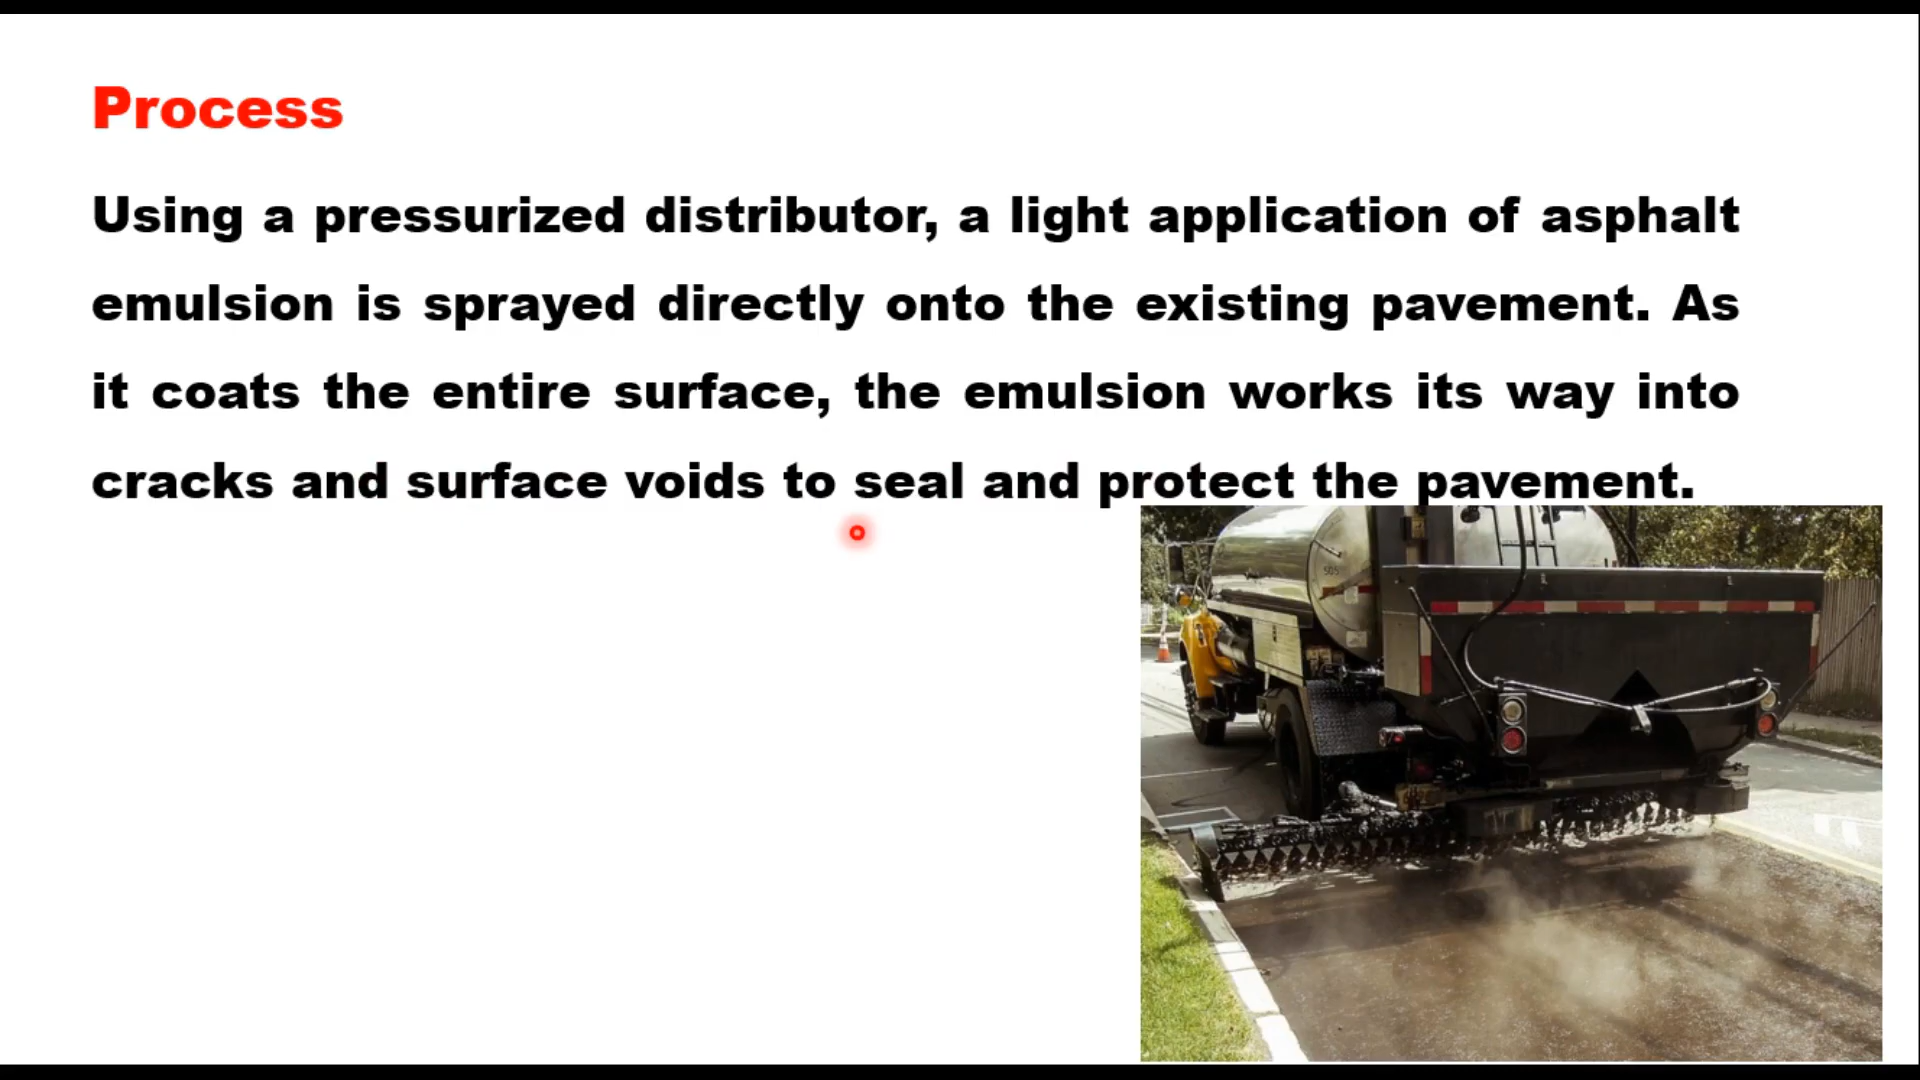 Process
Using a pressurized distributor, a light application of asphalt
emulsion is sprayed directly onto the existing pavement. As
it coats the entire surface, the emulsion works its way into
cracks and surface voids to seal and protect the pavement.
505